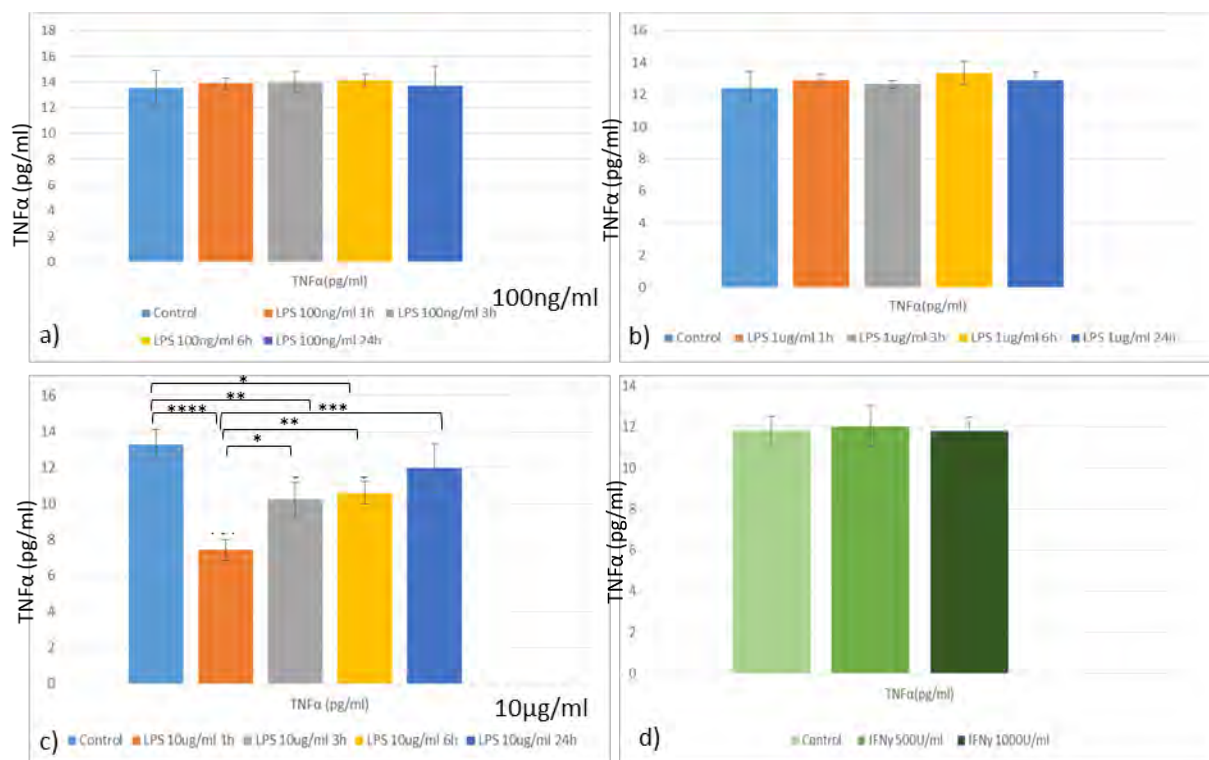 18
16
14
12
10
8
6
4
2
0
TNFα (pg/ml)
TNFα(pg/ml)
100ng/ml
Control LPS 100ng/ml 1h LPS 100ng/ml 3h
LPS 100ng/ml 6h LPS 100ng/ml 24h
a)
16
14
12
10
8
6
4
2
0
TNFα (pg/ml)
TNFα(pg/ml)
Control LPS 1ug/ml 1h LPS 1ug/ml 3h LPS 1ug/ml 6h LPS 1ug/ml 24h
b)
16
14
12
10
8
6
4
2
0
TNFα (pg/ml)
*
**
**** ***
**
*
TNFα (pg/ml)
10µg/ml
Control LPS 10ug/ml 1h LPS 10ug/ml 3h LPS 10ug/ml 6h LPS 10ug/ml 24h
c)
14
12
10
8
6
4
2
0
TNFα (pg/ml)
TNFα(pg/ml)
Control IFNγ 500U/ml IFNγ 1000U/ml
d)